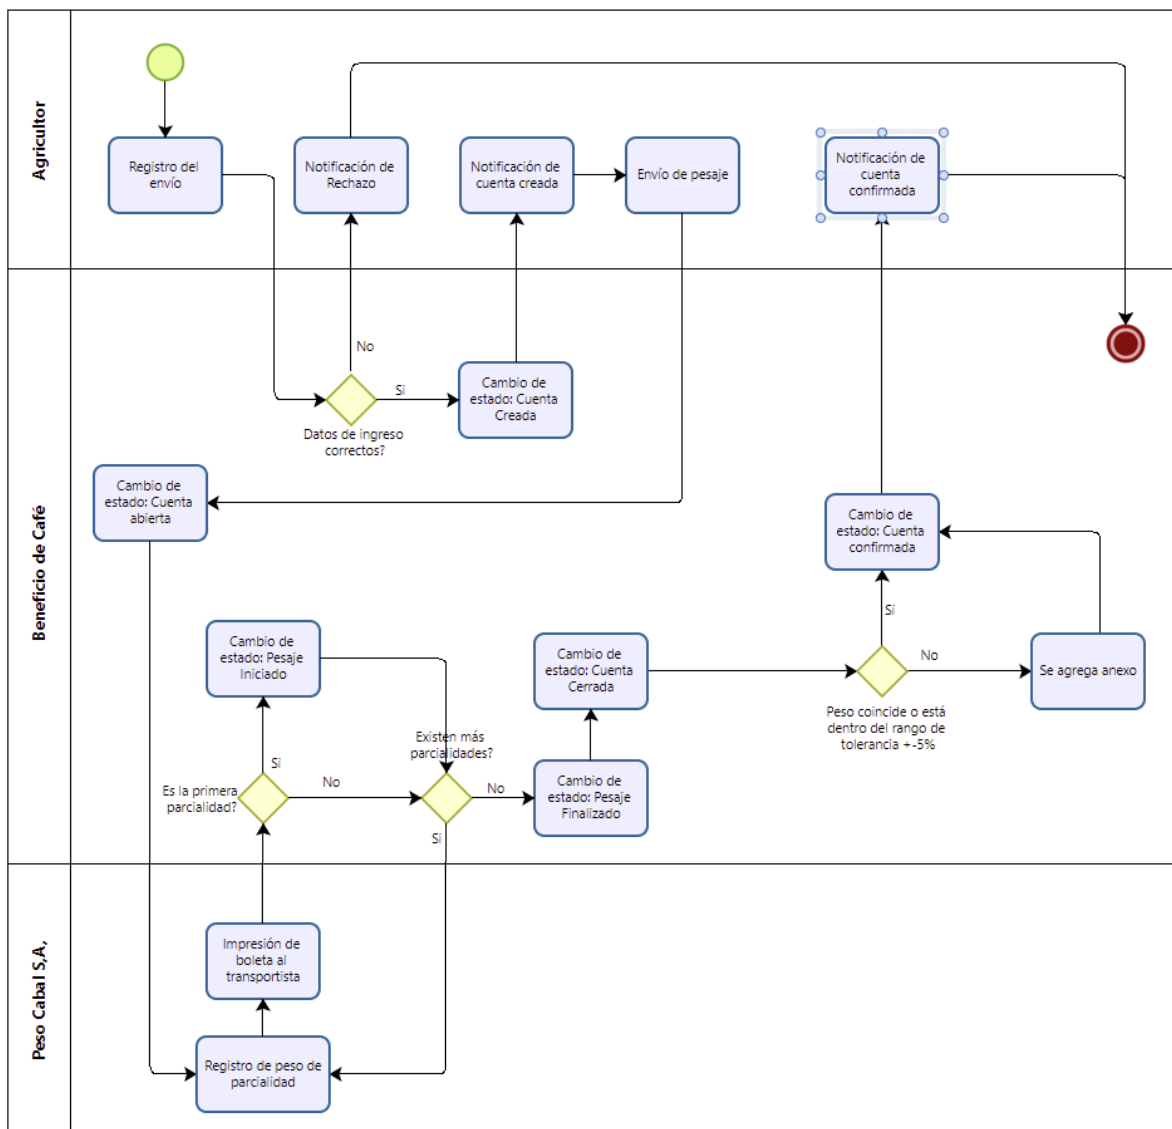 Agricultor
Registro del
envío
Notificación de
Rechazo
Notificación de
cuenta creada
Envío de pesaje
Notificación de
cuenta
confirmada
Beneficio de Café
No
Si
Datos de ingreso
correctos?
Cambio de
estado: Cuenta
Creada
Cambio de
estado: Cuenta
abierta
Cambio de
estado: Cuenta
confirmada
Si
No
Se agrega anexo
Peso coincide o está
dentro del rango de
tolerancia +-5%
Cambio de
estado: Pesaje
Iniciado
Cambio de
estado: Cuenta
Cerrada
Existen más
parcialidades?
Si
No
Es la primera
parcialidad?
No
Si
Cambio de
estado: Pesaje
Finalizado
Peso Cabal S,A,
Impresión de
boleta al
transportista
Registro de peso de
parcialidad